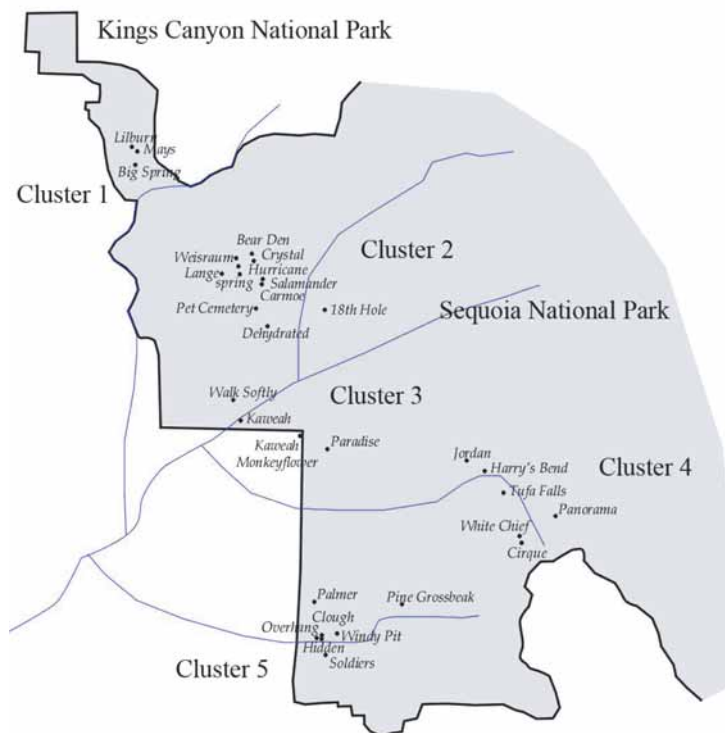 Kings Canyon National Park
Lilburn
Mays
Big Spring
Cluster 1
Bear Den
Crystal
Cluster 2
Weisraum
Hurricane
Lange
spring
Salamander
Carmoe
Pet Cemetery
18th Hole
Sequoia National Park
Dehydrated
Walk Softly
Cluster 3
Kaweah
Kaweah
Monkeyflower
Paradise
Jordan
Harry's Bend
Cluster 4
Tufa Falls
Panorama
White Chief
Cirque
Palmer
Pine Grossbeak
Clough
Overhang
Windy Pit
Hidden
Cluster 5
Soldiers